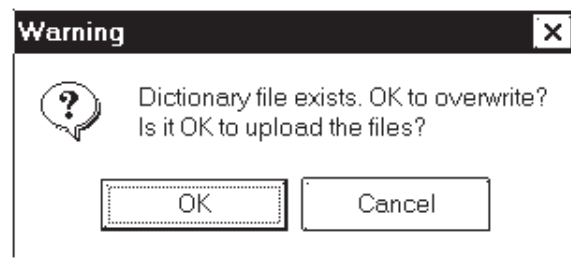 Warning
Dictionary file exists. OK to overwrite?
Is it OK to upload the files?
OK
Cancel